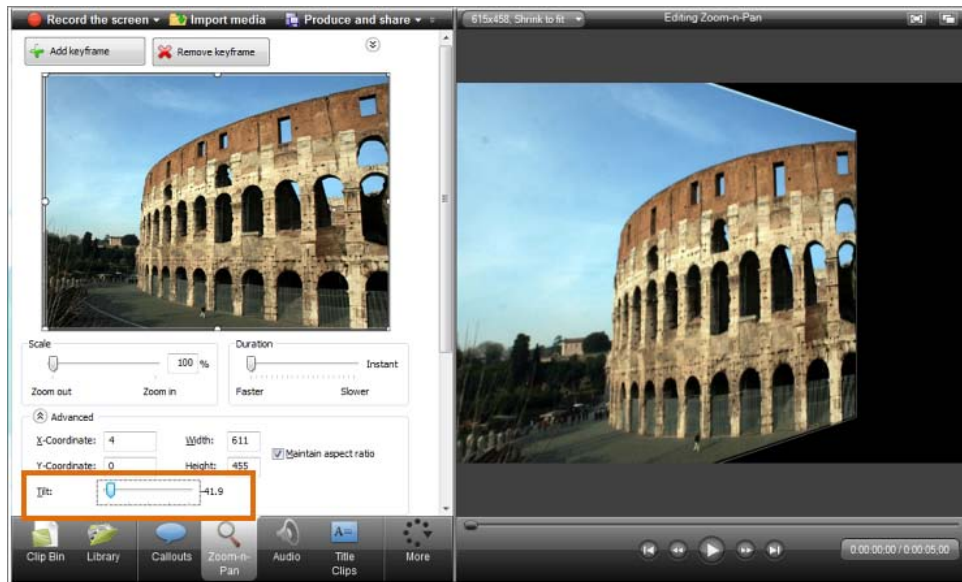 Record the screen Import media Produce and share
615x458, Shrink to fit
Editing Zoom-n-Pan
Add keyframe
Remove keyframe
Scale
100 %
Zoom out Zoom in
Duration
Instant
Faster Slower
Advanced
X-Coordinate: 4 Width: 611
Maintain aspect ratio
Y-Coordinate: 0 Height: 455
Tilt: -41.9
Clip Bin
Library
Callouts
Zoom-n-
Pan
Audio
A=
Title
Clips
More
0:00:00;00 / 0:00:05;00